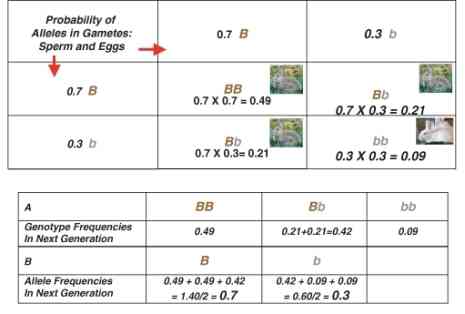 Probability of
Alleles in Gametes:
Sperm and Eggs
0.7 B
0.3 b
0.7 B
BB
0.7 X 0.7 = 0.49
Bb
0.7 X 0.3 = 0.21
0.3 b
Bb
0.7 X 0.3= 0.21
bb
0.3 X 0.3 = 0.09
A
BB
Bb
bb
Genotype Frequencies
In Next Generation
0.49
0.21+0.21=0.42
0.09
B
B
b
Allele Frequencies
In Next Generation
0.49 + 0.49 + 0.42
= 1.40/2 = 0.7
0.42 + 0.09 + 0.09
= 0.60/2 = 0.3